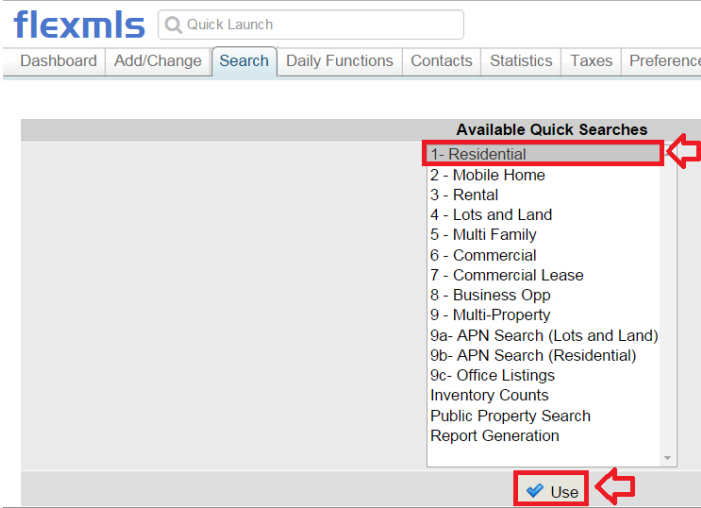 flexmls Quick Launch
Dashboard Add/Change Search Daily Functions Contacts Statistics Taxes Preference
Available Quick Searches
1- Residential
2 - Mobile Home
3 - Rental
4 - Lots and Land
5 - Multi Family
6 - Commercial
7 - Commercial Lease
8 - Business Opp
9 - Multi-Property
9a- APN Search (Lots and Land)
9b- APN Search (Residential)
9c- Office Listings
Inventory Counts
Public Property Search
Report Generation
Use